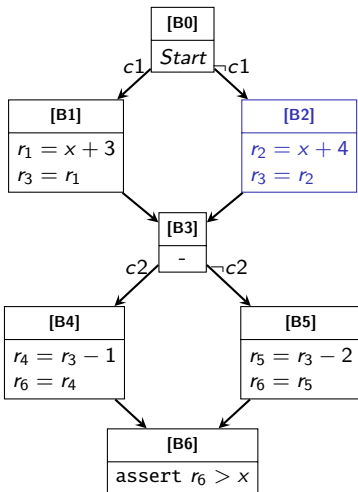 [B0]
Start
c1 ¬c1
[B1]
r₁ = x + 3
r₃ = r₁
[B2]
r₂ = x + 4
r₃ = r₂
[B3]
-
c2 ¬c2
[B4]
r₄ = r₃ − 1
r₆ = r₄
[B5]
r₅ = r₃ − 2
r₆ = r₅
[B6]
assert r₆ > x